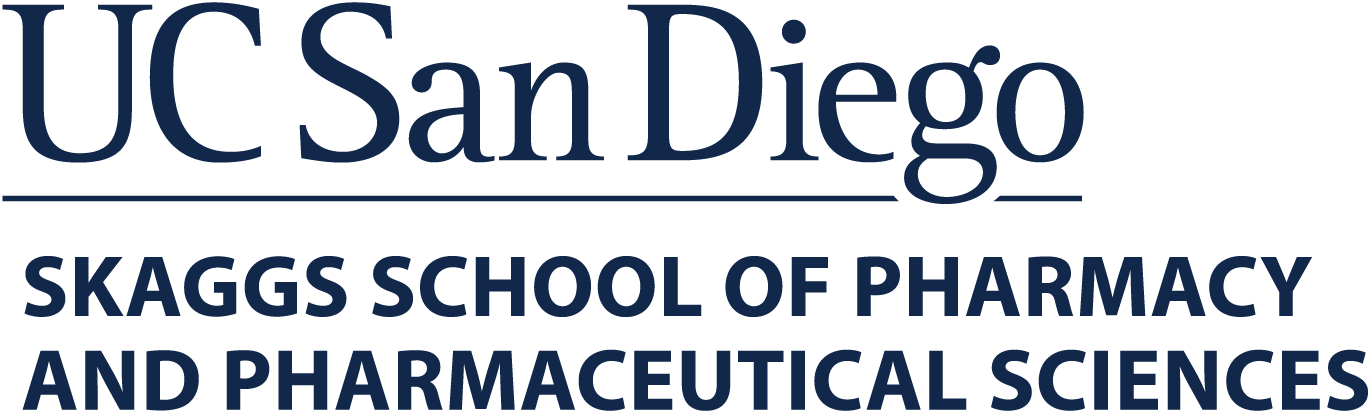 UC San Diego
SKAGGS SCHOOL OF PHARMACY
AND PHARMACEUTICAL SCIENCES